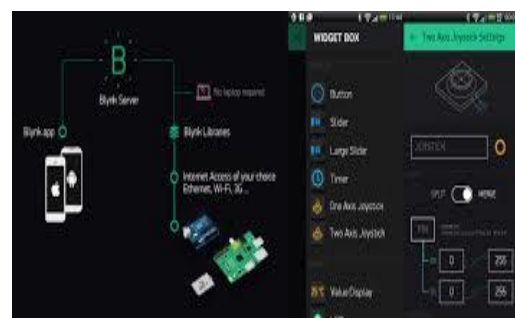 B
Blynk Server
No laptop required
Blynk app
Blynk Libraries
Internet Access of your choice
Ethernet, Wi-Fi, 3G ...
WIDGET BOX
Button
Slider
Large Slider
Timer
One Axis Joystick
Two Axis Joystick
Value Display
Two Axis Joystick Settings
JOYSTICK
SPLIT
MERGE
PIN
0
255
0
255